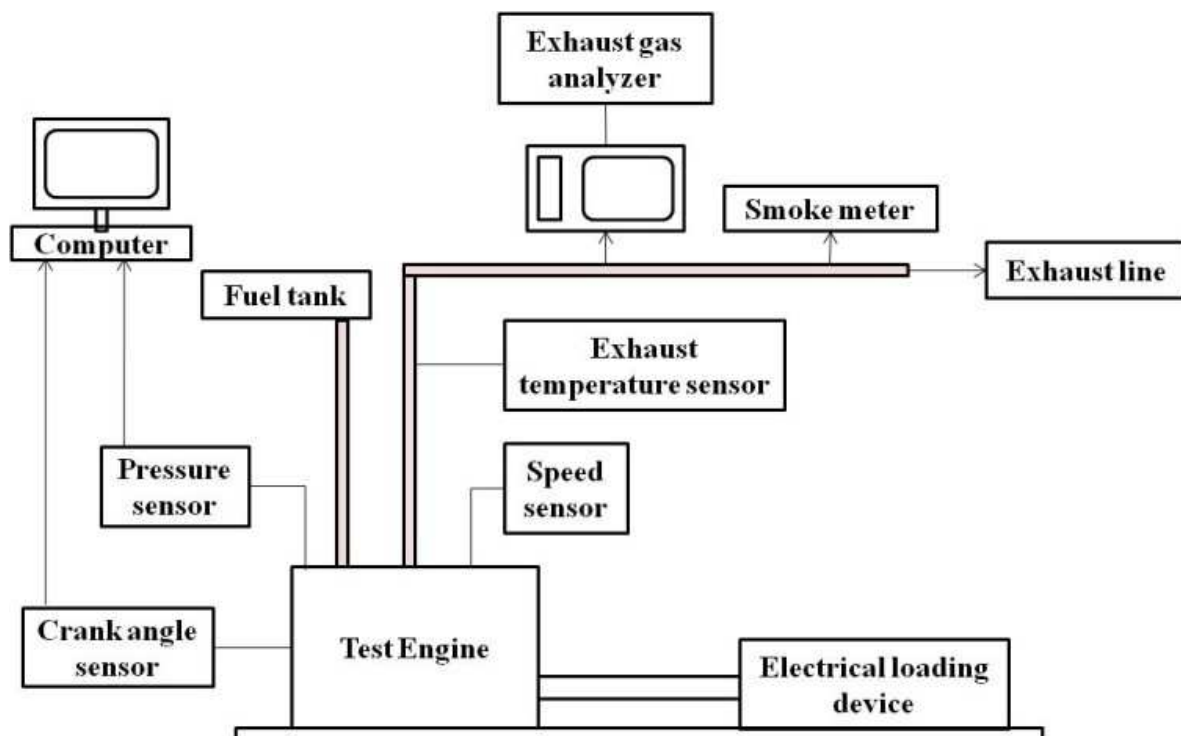 Exhaust gas
analyzer
Smoke meter
Computer
Exhaust line
Fuel tank
Exhaust
temperature sensor
Pressure
sensor
Speed
sensor
Crank angle
sensor
Test Engine
Electrical loading
device